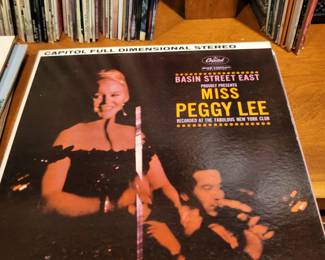 CAPITOL FULL DIMENSIONAL STEREO
Capitol
BASIN STREET EAST
PROUDLY PRESENTS
MISS
PEGGY LEE
RECORDED AT THE FABULOUS NEW YORK CLUB